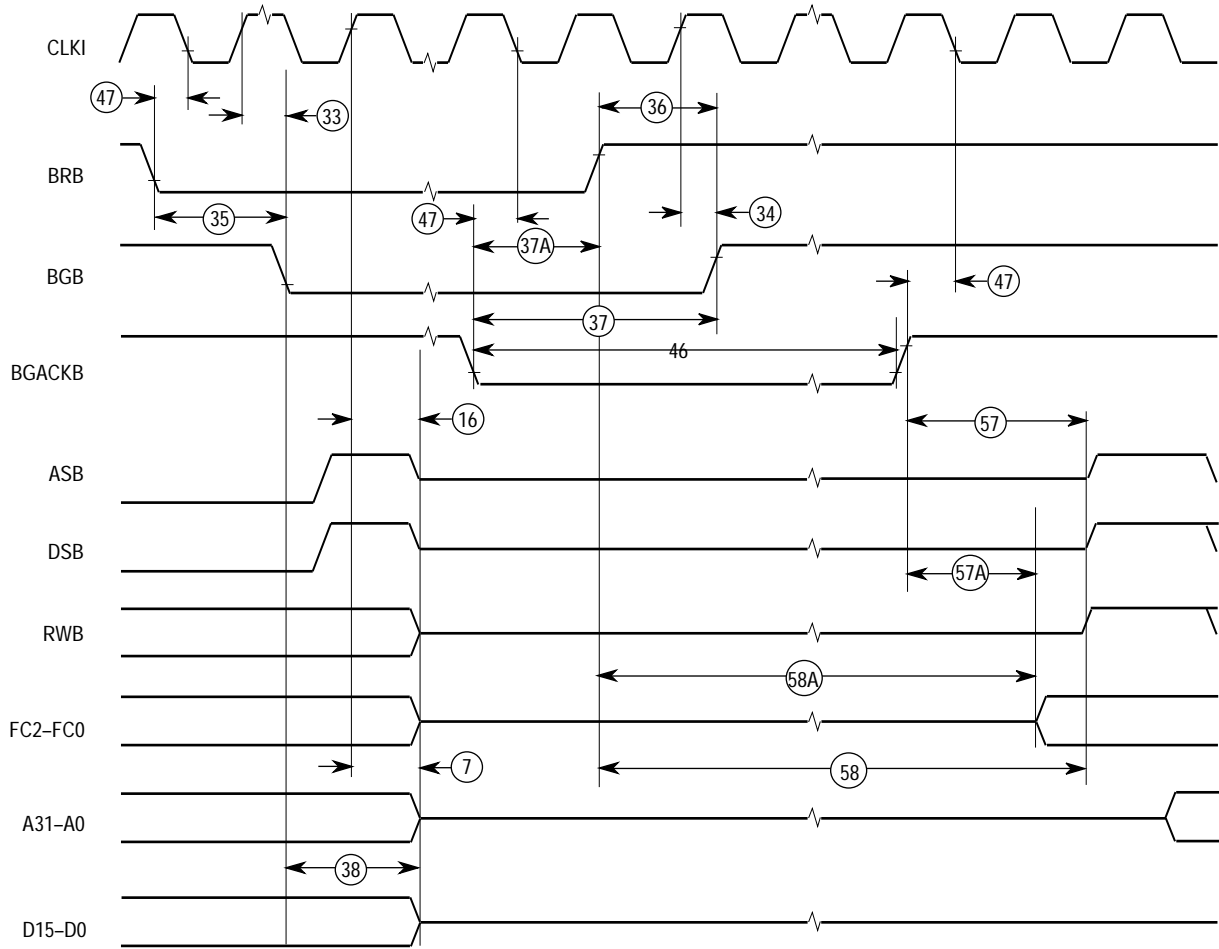 CLKI
47
33
36
BRB
35
47
37A
34
BGB
47
37
46
BGACKB
16
57
ASB
DSB
57A
RWB
58A
FC2–FC0
7
58
A31–A0
38
D15–D0